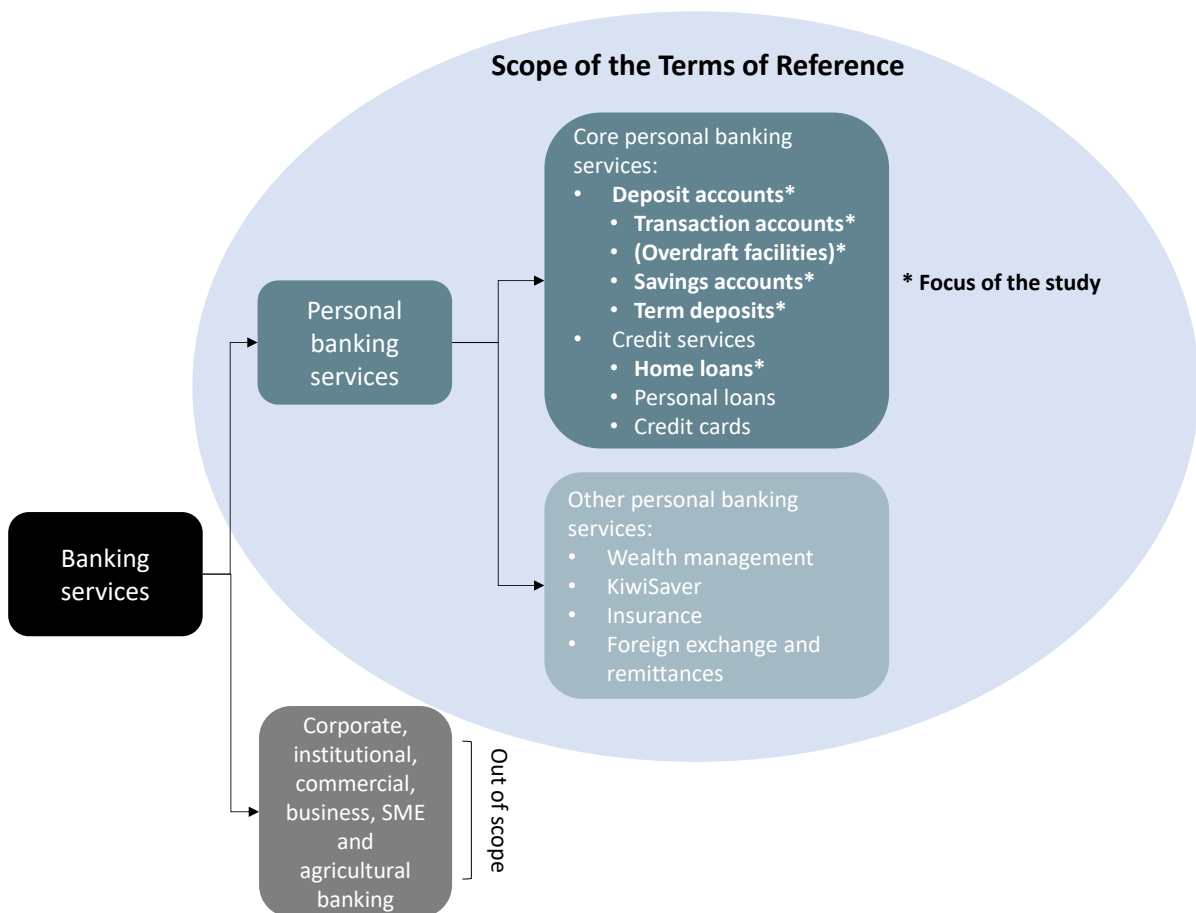 Scope of the Terms of Reference
Core personal banking
services:
• Deposit accounts*
• Transaction accounts*
• (Overdraft facilities)*
• Savings accounts*
• Term deposits*
• Credit services
• Home loans*
• Personal loans
• Credit cards
* Focus of the study
Personal
banking
services
Other personal banking
services:
• Wealth management
• KiwiSaver
• Insurance
• Foreign exchange and
remittances
Banking
services
Corporate,
institutional,
commercial,
business, SME
and
agricultural
banking
Out of scope